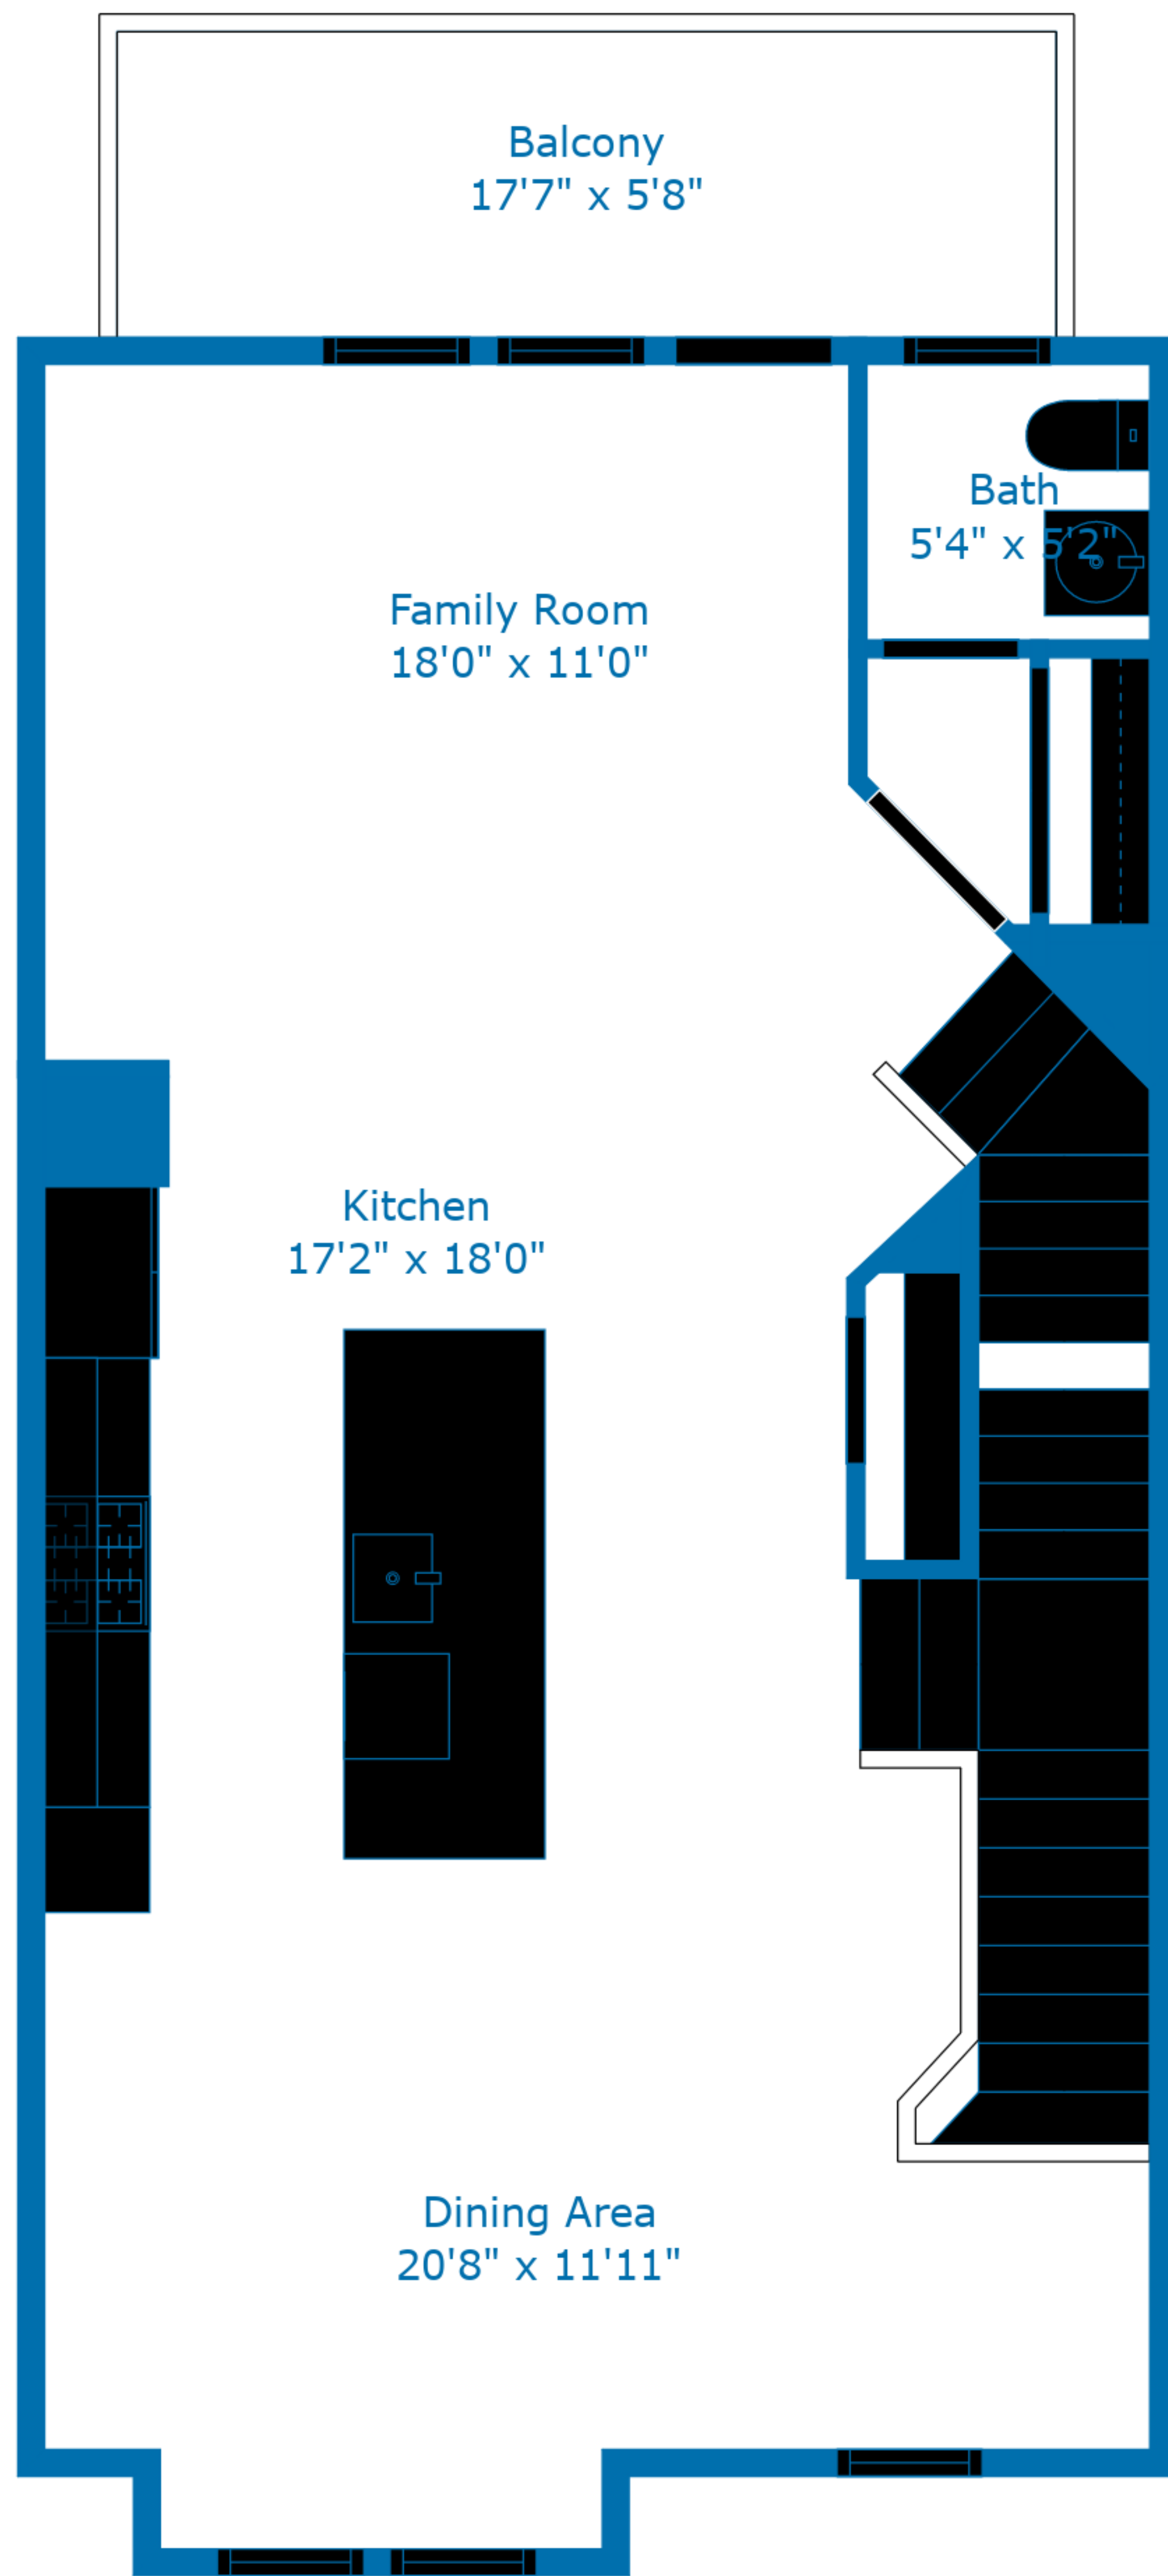 Balcony
17'7" x 5'8"
Bath
5'4" x 5'2"
Family Room
18'0" x 11'0"
Kitchen
17'2" x 18'0"
Dining Area
20'8" x 11'11"